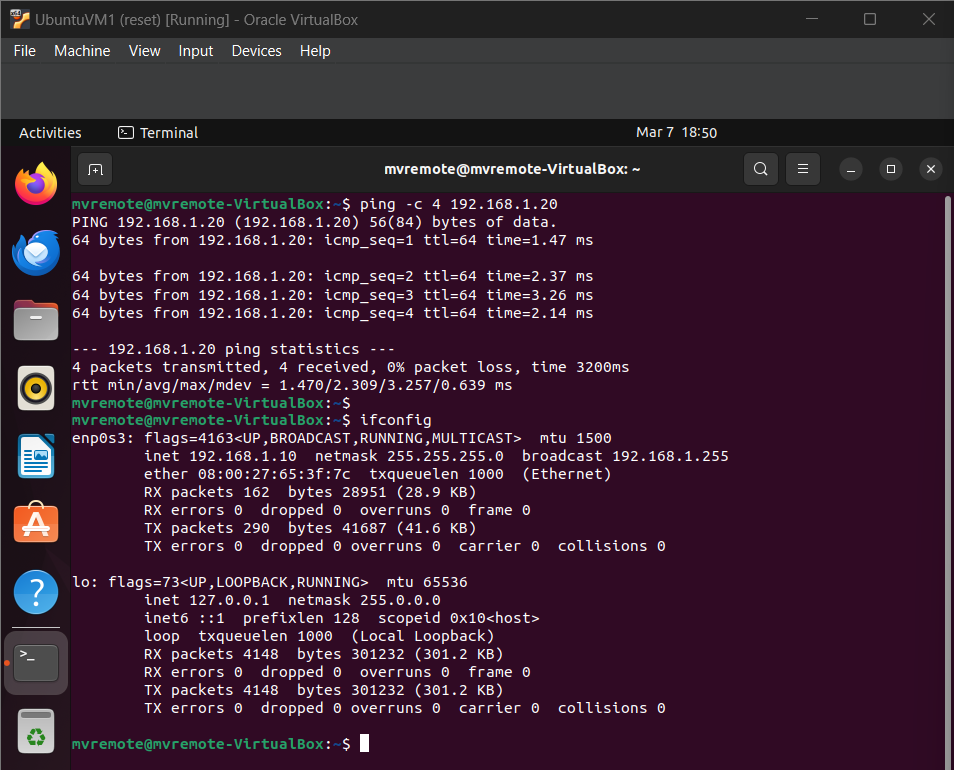 UbuntuVM1 (reset) [Running] - Oracle VirtualBox
File Machine View Input Devices Help
Activities Terminal Mar 7 18:50
mvremote@mvremote-VirtualBox: ~
mvremote@mvremote-VirtualBox:~$ ping -c 4 192.168.1.20
PING 192.168.1.20 (192.168.1.20) 56(84) bytes of data.
64 bytes from 192.168.1.20: icmp_seq=1 ttl=64 time=1.47 ms
64 bytes from 192.168.1.20: icmp_seq=2 ttl=64 time=2.37 ms
64 bytes from 192.168.1.20: icmp_seq=3 ttl=64 time=3.26 ms
64 bytes from 192.168.1.20: icmp_seq=4 ttl=64 time=2.14 ms
--- 192.168.1.20 ping statistics ---
4 packets transmitted, 4 received, 0% packet loss, time 3200ms
rtt min/avg/max/mdev = 1.470/2.309/3.257/0.639 ms
mvremote@mvremote-VirtualBox:~$
mvremote@mvremote-VirtualBox:~$ ifconfig
enp0s3: flags=4163<UP,BROADCAST,RUNNING,MULTICAST>  mtu 1500
        inet 192.168.1.10  netmask 255.255.255.0  broadcast 192.168.1.255
        ether 08:00:27:65:3f:7c  txqueuelen 1000  (Ethernet)
        RX packets 162  bytes 28951 (28.9 KB)
        RX errors 0  dropped 0  overruns 0  frame 0
        TX packets 290  bytes 41687 (41.6 KB)
        TX errors 0  dropped 0 overruns 0  carrier 0  collisions 0
lo: flags=73<UP,LOOPBACK,RUNNING>  mtu 65536
        inet 127.0.0.1  netmask 255.0.0.0
        inet6 ::1  prefixlen 128  scopeid 0x10<host>
        loop  txqueuelen 1000  (Local Loopback)
        RX packets 4148  bytes 301232 (301.2 KB)
        RX errors 0  dropped 0  overruns 0  frame 0
        TX packets 4148  bytes 301232 (301.2 KB)
        TX errors 0  dropped 0 overruns 0  carrier 0  collisions 0
mvremote@mvremote-VirtualBox:~$